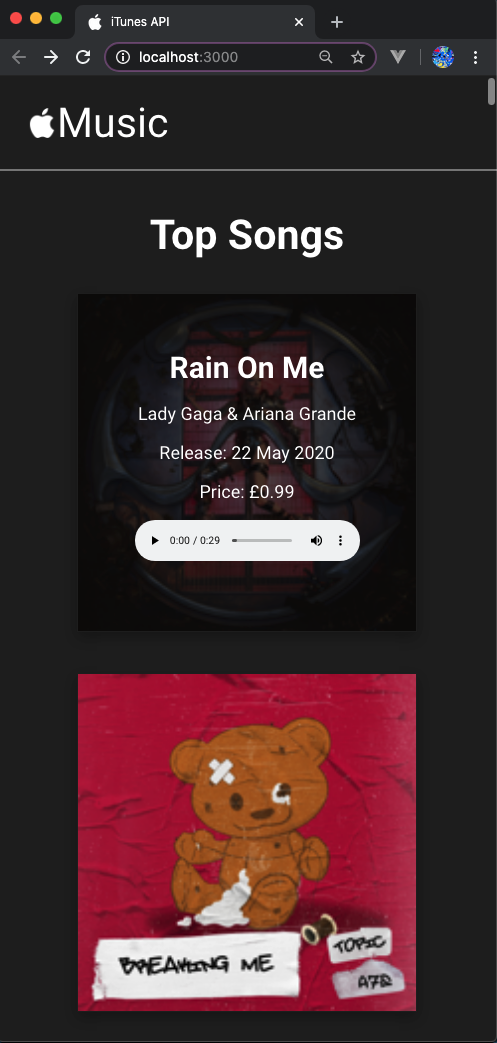 iTunes API
localhost:3000
Music
Top Songs
Rain On Me
Lady Gaga & Ariana Grande
Release: 22 May 2020
Price: £0.99
0:00 / 0:29
BREAKING ME
TOPIC
A7S